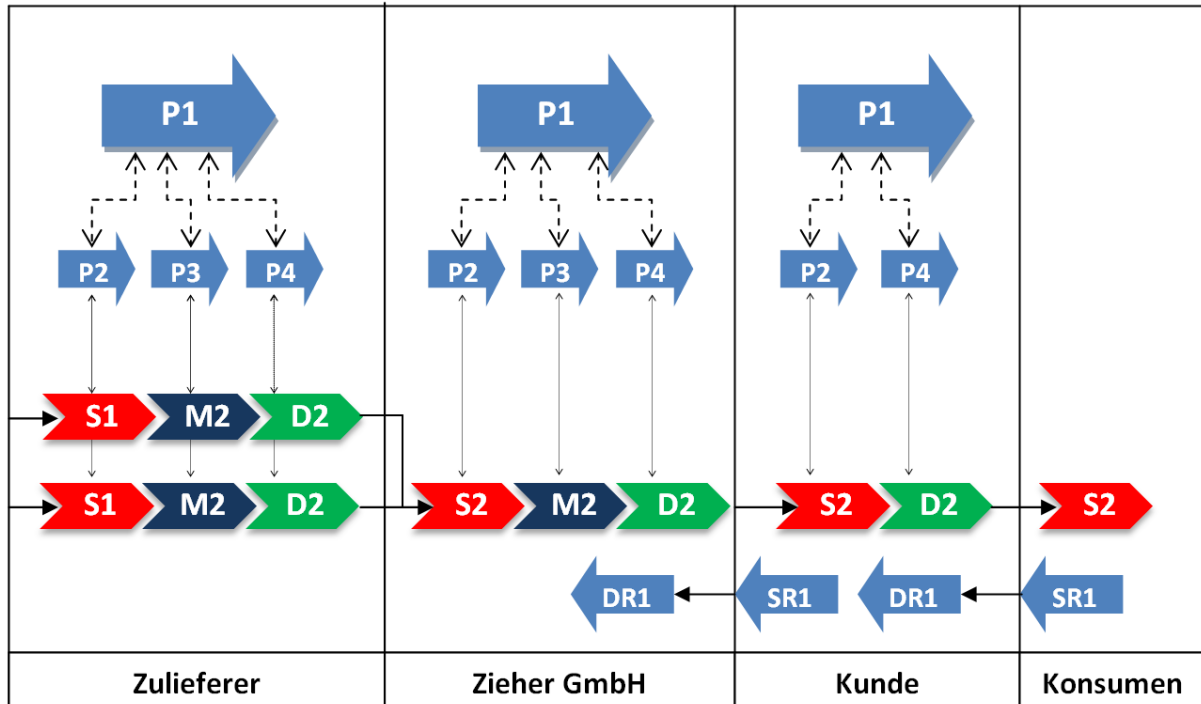 P1 P1 P1
P2 P3 P4 P2 P3 P4 P2 P4
S1 M2 D2
S1 M2 D2 S2 M2 D2 S2 D2 S2
DR1 SR1 DR1 SR1
Zulieferer Zieher GmbH Kunde Konsumen